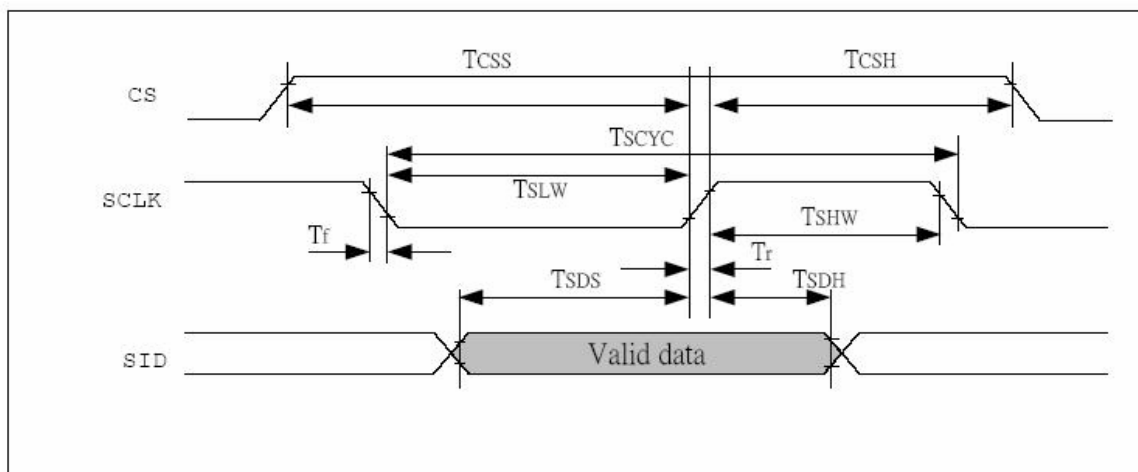 TCSS
TCSH
CS
TSCYC
TSLW
SCLK
TSHW
Tf
Tr
TSDS
TSDH
SID
Valid data